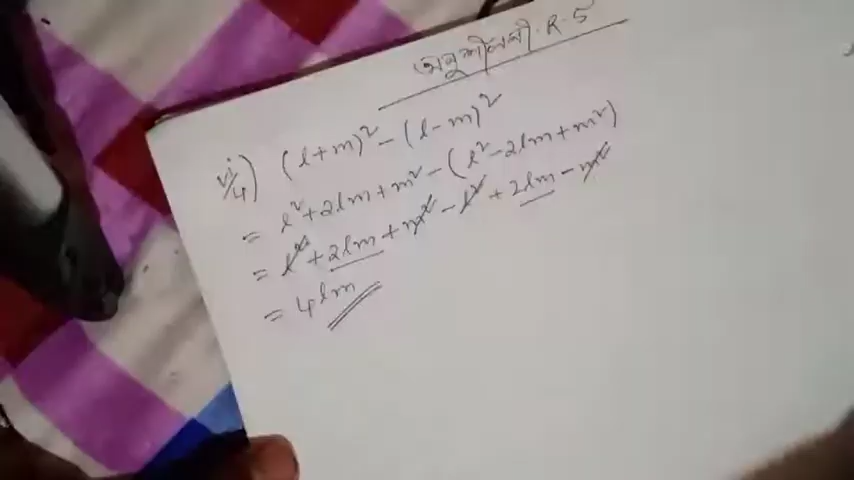 অনুশীলনী. R. 5
vi/4) (l+m)² - (l-m)²
= l²+2lm+m² - (l²-2lm+m²)
= l²+2lm+m²-l²+2lm-m²
= 4lm